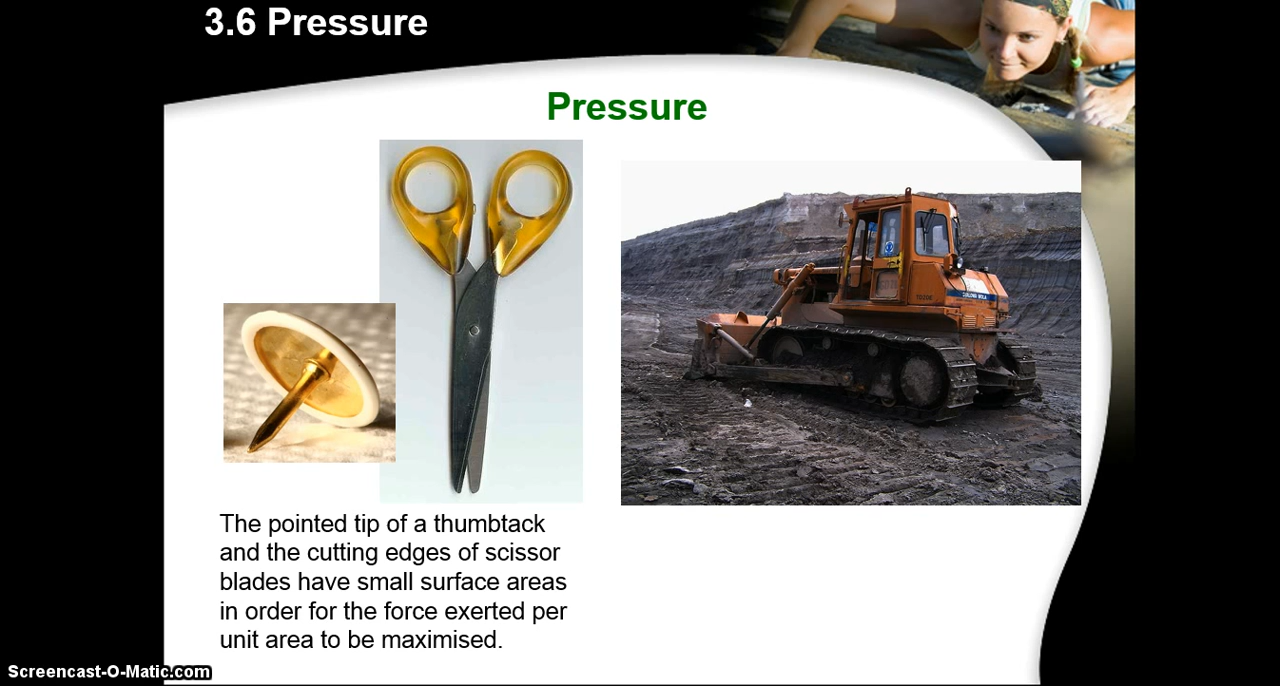 3.6 Pressure
Pressure
The pointed tip of a thumbtack
and the cutting edges of scissor
blades have small surface areas
in order for the force exerted per
unit area to be maximised.
Screencast-O-Matic.com